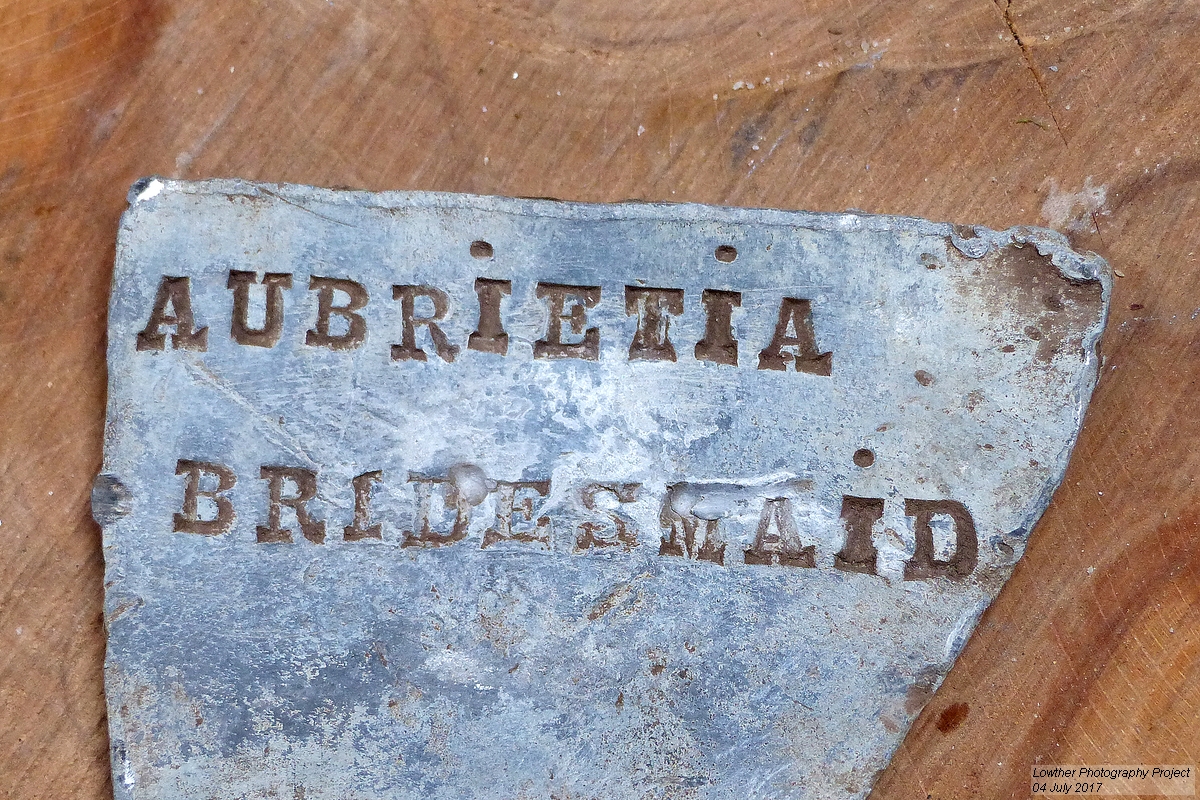 AUBRIETIA
BRIDESMAID
Lowther Photography Project
04 July 2017